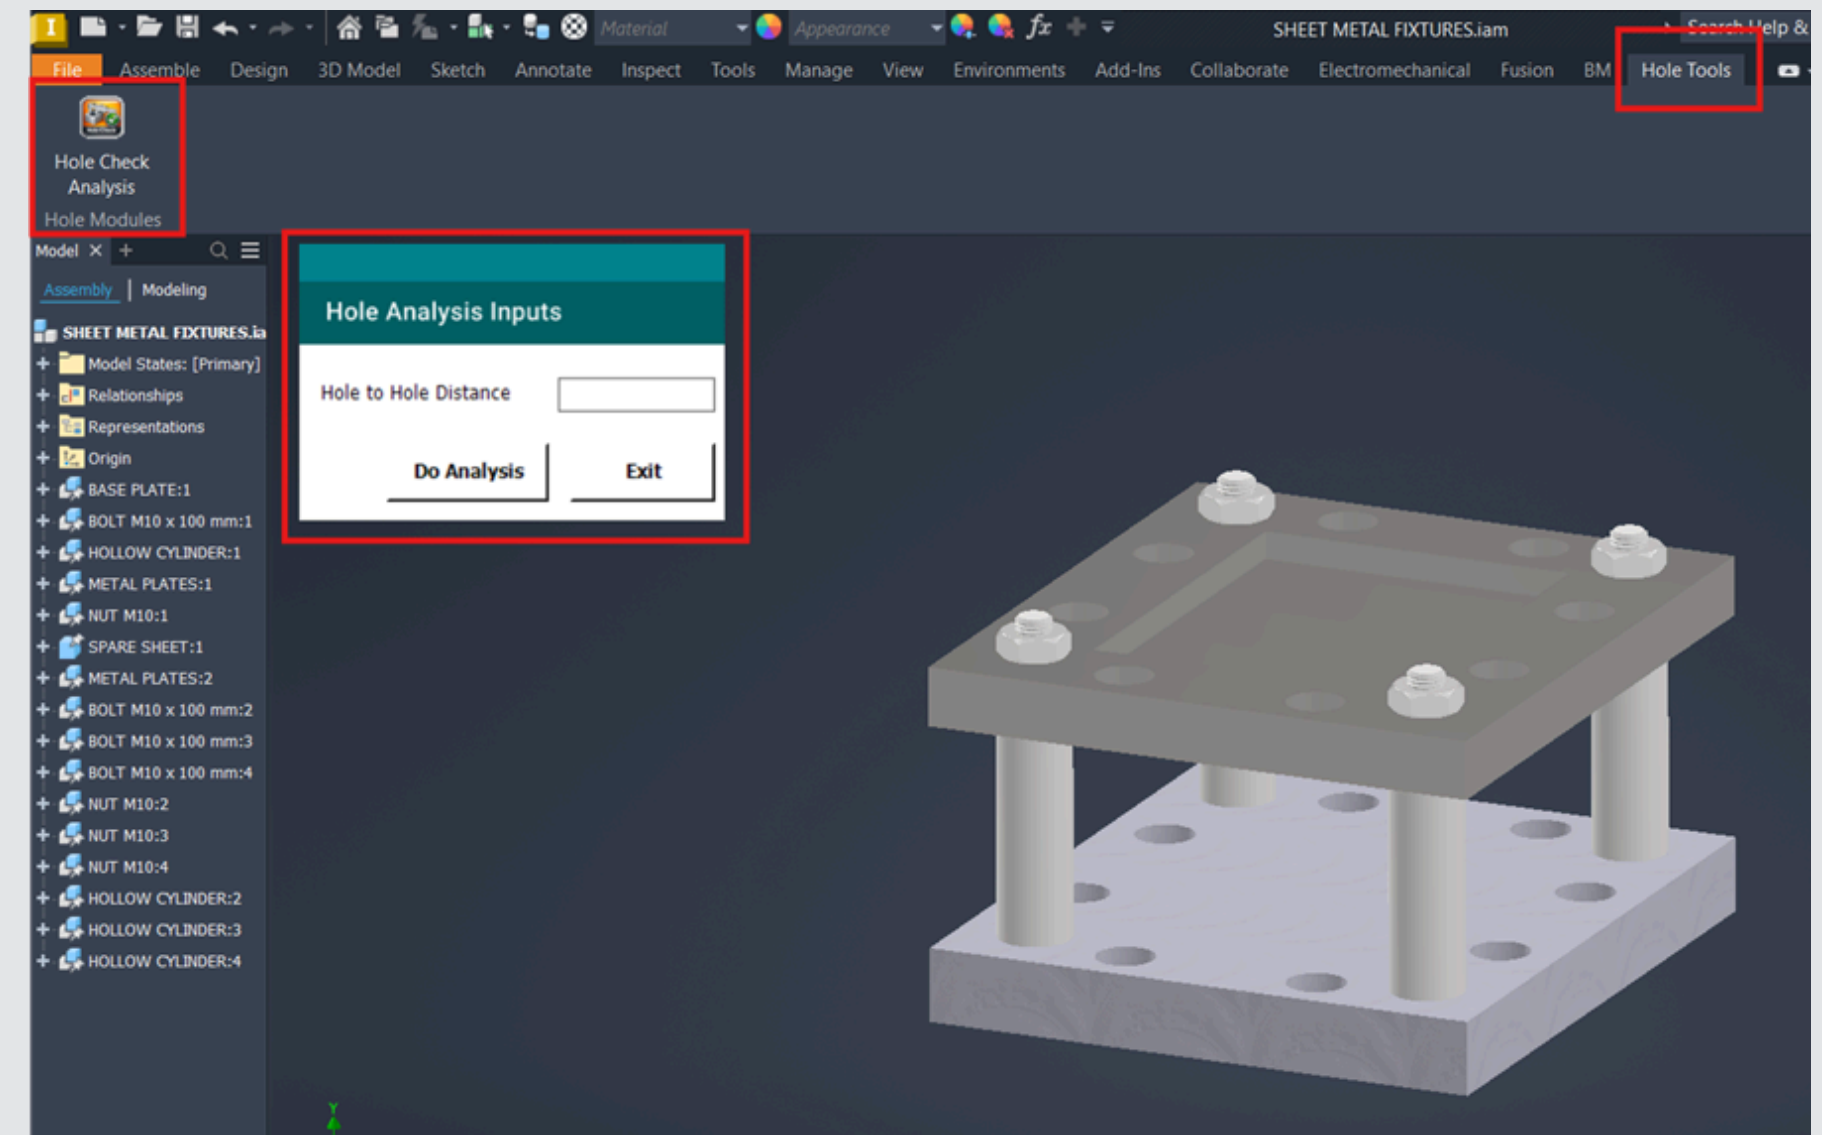 Material
Appearance
fx
SHEET METAL FIXTURES.iam
Search Help &
File Assemble Design 3D Model Sketch Annotate Inspect Tools Manage View Environments Add-Ins Collaborate Electromechanical Fusion BM Hole Tools
Hole Check
Analysis
Hole Modules
Model
Assembly | Modeling
SHEET METAL FIXTURES.ia
Model States: [Primary]
Relationships
Representations
Origin
BASE PLATE:1
BOLT M10 x 100 mm:1
HOLLOW CYLINDER:1
METAL PLATES:1
NUT M10:1
SPARE SHEET:1
METAL PLATES:2
BOLT M10 x 100 mm:2
BOLT M10 x 100 mm:3
BOLT M10 x 100 mm:4
NUT M10:2
NUT M10:3
NUT M10:4
HOLLOW CYLINDER:2
HOLLOW CYLINDER:3
HOLLOW CYLINDER:4
Hole Analysis Inputs
Hole to Hole Distance
Do Analysis Exit
Y